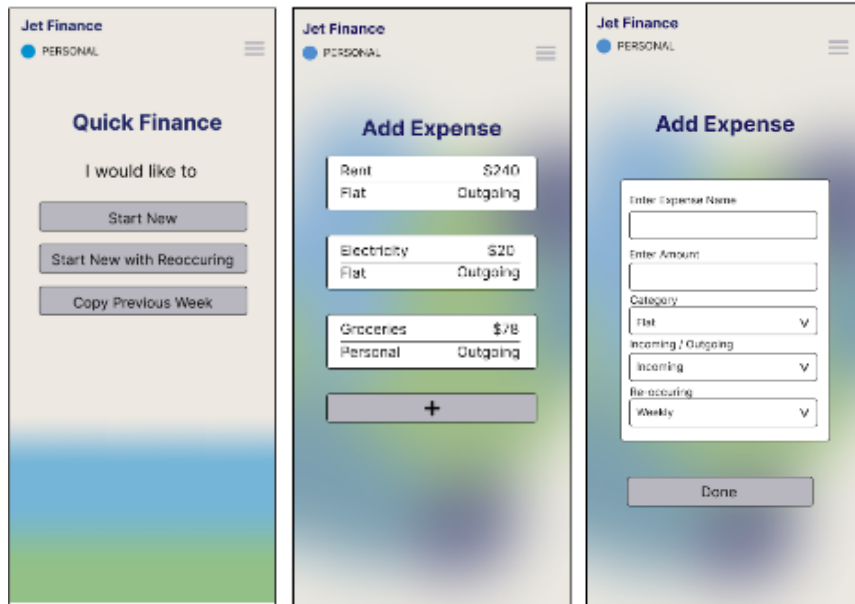 Jet Finance
PERSONAL
Quick Finance
I would like to
Start New
Start New with Reoccuring
Copy Previous Week
Jet Finance
PERSONAL
Add Expense
Rent $240
Flat Outgoing
Electricity $20
Flat Outgoing
Groceries $78
Personal Outgoing
+
Jet Finance
PERSONAL
Add Expense
Enter Expense Name
Enter Amount
Category
Flat
Incoming / Outgoing
Incoming
Re-occuring
Weekly
Done